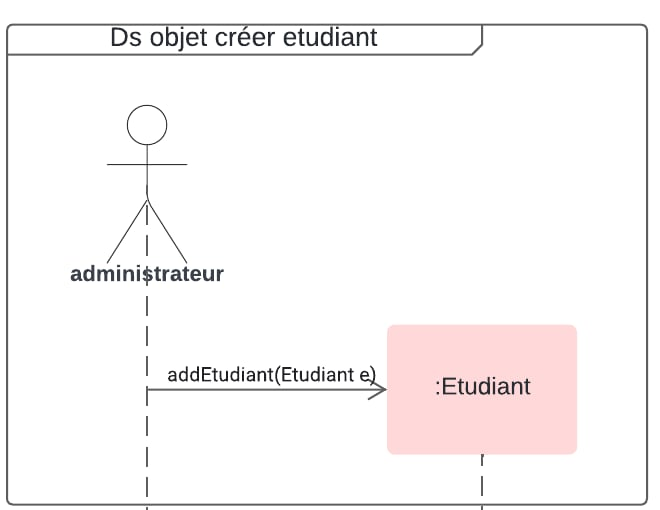 Ds objet créer etudiant
administrateur
addEtudiant(Etudiant e)
:Etudiant